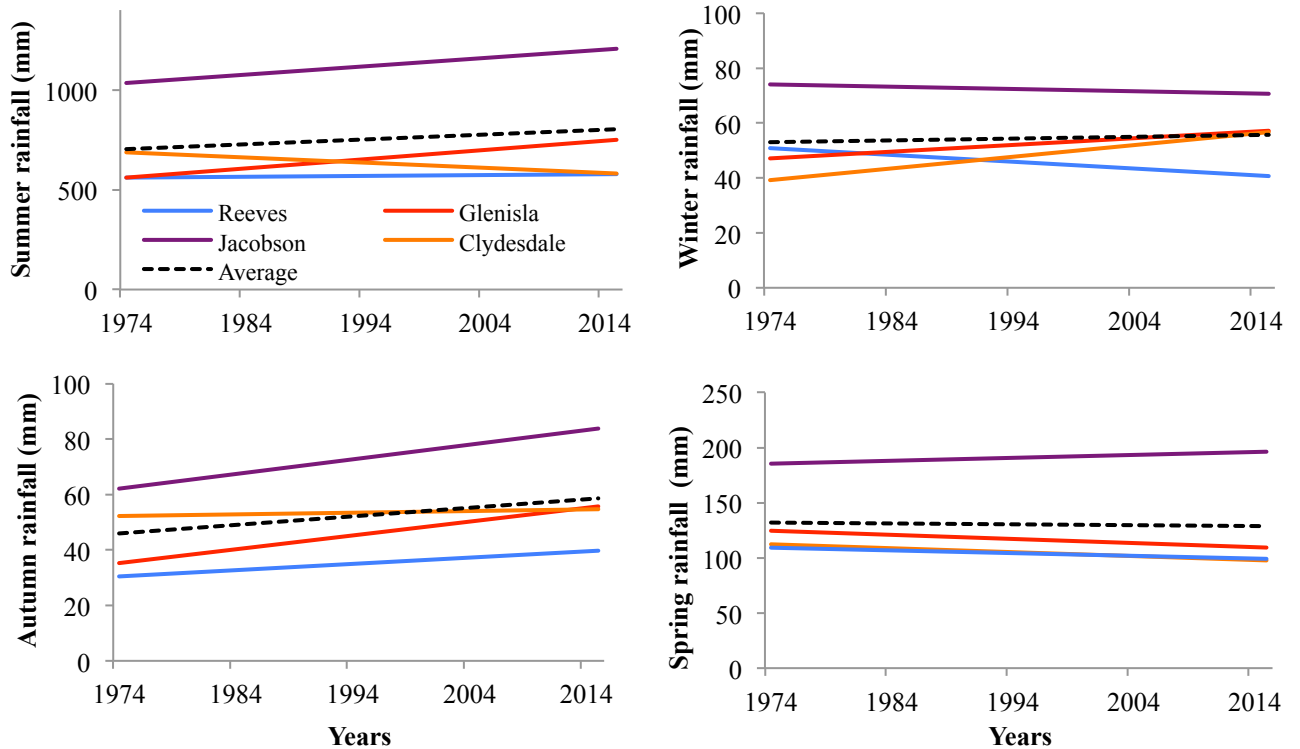 Summer rainfall (mm)
1000
500
0
Reeves
Glenisla
Jacobson
Clydesdale
Average
1974 1984 1994 2004 2014
Winter rainfall (mm)
100
80
60
40
20
0
1974 1984 1994 2004 2014
Autumn rainfall (mm)
100
80
60
40
20
0
1974 1984 1994 2004 2014
Years
Spring rainfall (mm)
250
200
150
100
50
0
1974 1984 1994 2004 2014
Years